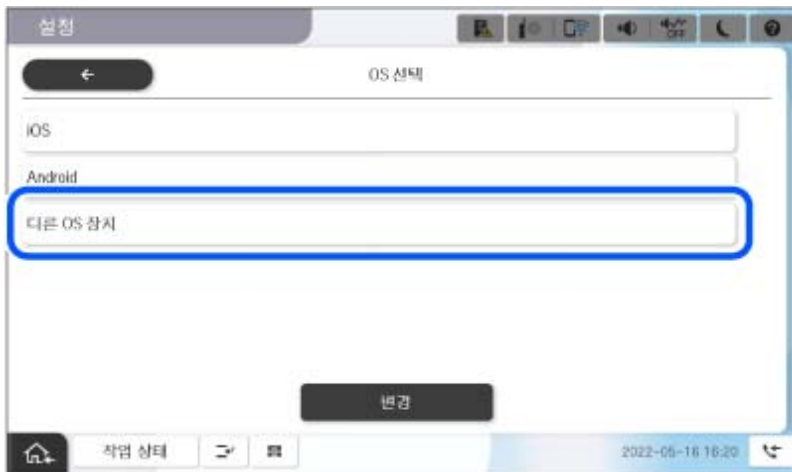 설정
OFF
OS 선택
iOS
Android
다른 OS 장치
변경
작업 상태
2022-05-16 16:20